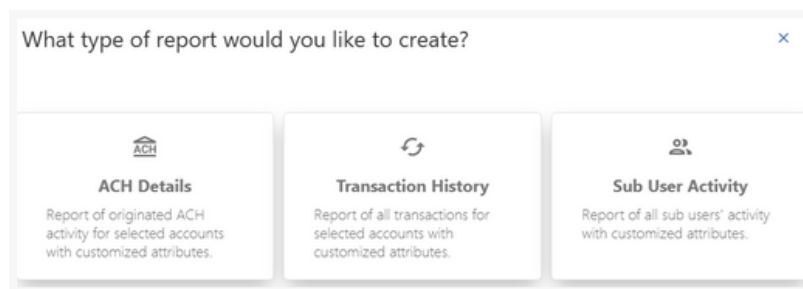 What type of report would you like to create?
×
ACH
ACH Details
Report of originated ACH
activity for selected accounts
with customized attributes.
Transaction History
Report of all transactions for
selected accounts with
customized attributes.
Sub User Activity
Report of all sub users' activity
with customized attributes.